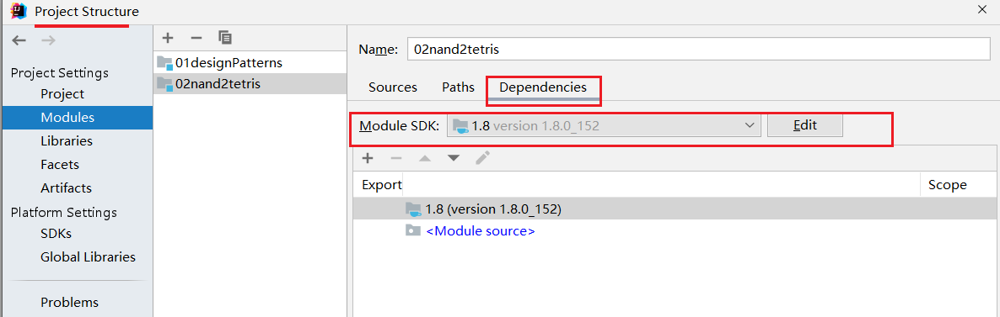 Project Structure
Project Settings
Project
Modules
Libraries
Facets
Artifacts
Platform Settings
SDKs
Global Libraries
Problems
01designPatterns
02nand2tetris
Name: 02nand2tetris
Sources Paths Dependencies
Module SDK: 1.8 version 1.8.0_152 Edit
Export Scope
1.8 (version 1.8.0_152)
<Module source>